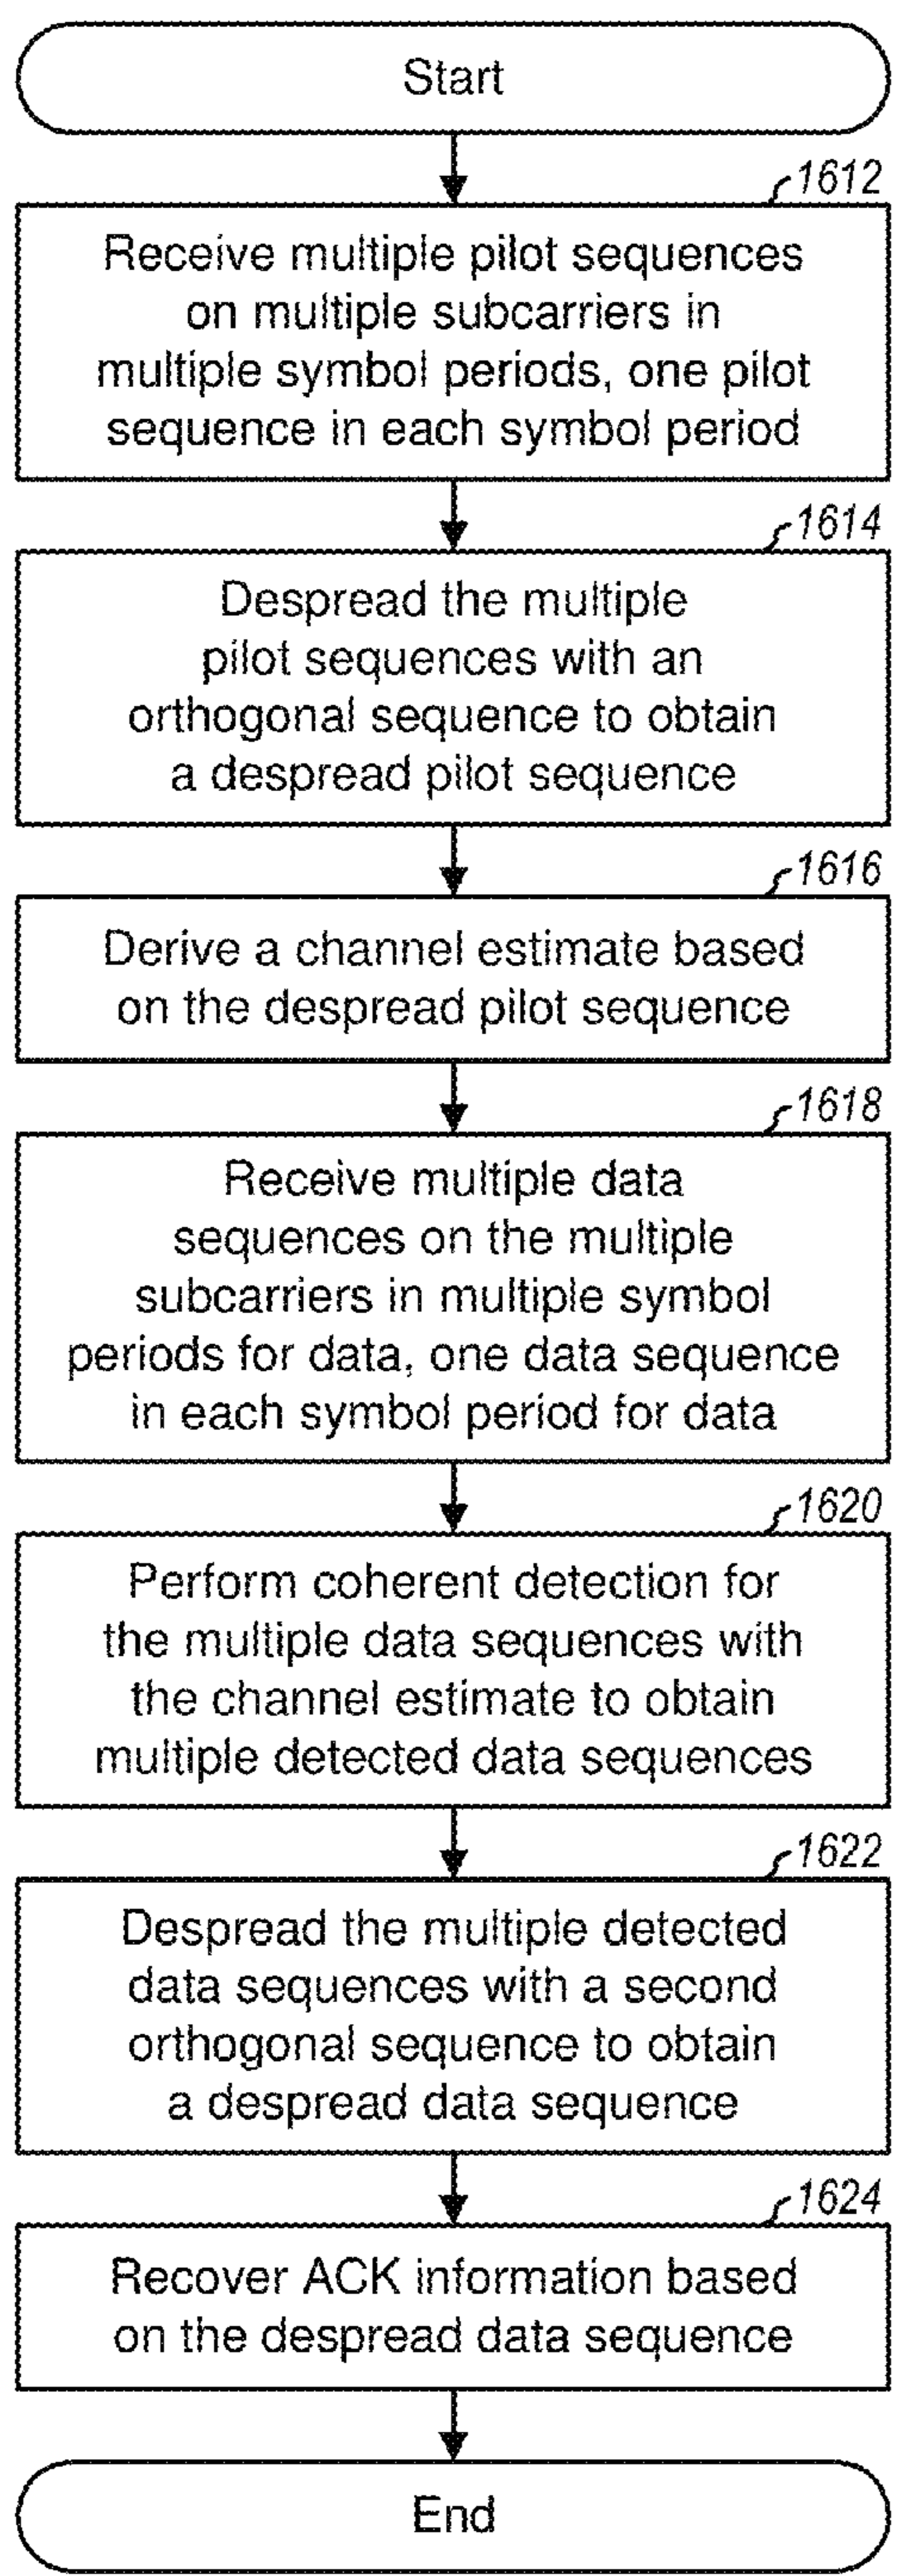 Start
1612
Receive multiple pilot sequences
on multiple subcarriers in
multiple symbol periods, one pilot
sequence in each symbol period
1614
Despread the multiple
pilot sequences with an
orthogonal sequence to obtain
a despread pilot sequence
1616
Derive a channel estimate based
on the despread pilot sequence
1618
Receive multiple data
sequences on the multiple
subcarriers in multiple symbol
periods for data, one data sequence
in each symbol period for data
1620
Perform coherent detection for
the multiple data sequences with
the channel estimate to obtain
multiple detected data sequences
1622
Despread the multiple detected
data sequences with a second
orthogonal sequence to obtain
a despread data sequence
1624
Recover ACK information based
on the despread data sequence
End